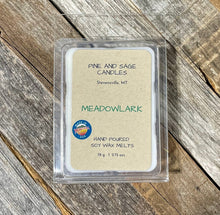 PINE AND SAGE
CANDLES
Stevensville, MT
MEADOWLARK
HAND POURED
SOY WAX MELTS